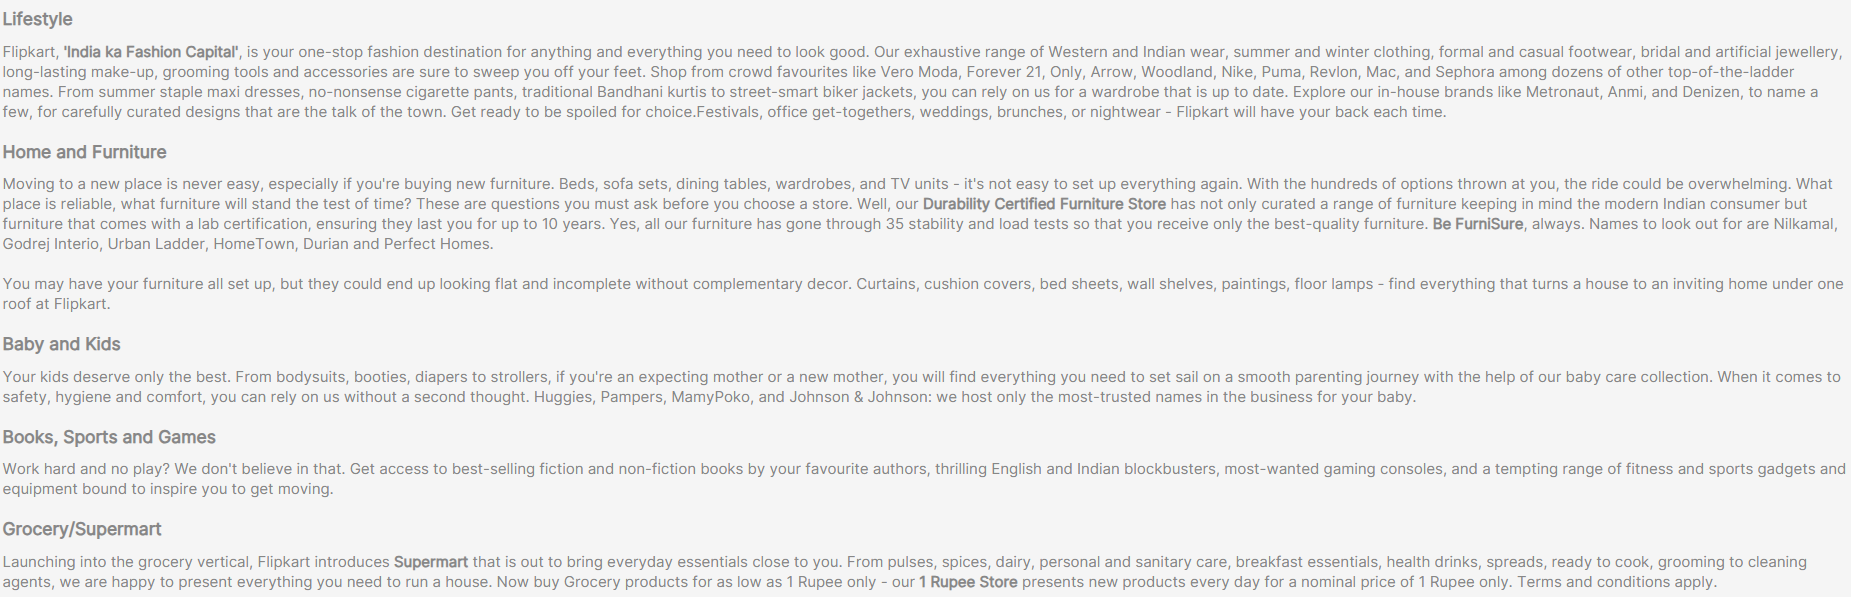 Lifestyle
Flipkart, 'India ka Fashion Capital', is your one-stop fashion destination for anything and everything you need to look good. Our exhaustive range of Western and Indian wear, summer and winter clothing, formal and casual footwear, bridal and artificial jewellery,
long-lasting make-up, grooming tools and accessories are sure to sweep you off your feet. Shop from crowd favourites like Vero Moda, Forever 21, Only, Arrow, Woodland, Nike, Puma, Revlon, Mac, and Sephora among dozens of other top-of-the-ladder
names. From summer staple maxi dresses, no-nonsense cigarette pants, traditional Bandhani kurtis to street-smart biker jackets, you can rely on us for a wardrobe that is up to date. Explore our in-house brands like Metronaut, Anmi, and Denizen, to name a
few, for carefully curated designs that are the talk of the town. Get ready to be spoiled for choice.Festivals, office get-togethers, weddings, brunches, or nightwear - Flipkart will have your back each time.
Home and Furniture
Moving to a new place is never easy, especially if you're buying new furniture. Beds, sofa sets, dining tables, wardrobes, and TV units - it's not easy to set up everything again. With the hundreds of options thrown at you, the ride could be overwhelming. What
place is reliable, what furniture will stand the test of time? These are questions you must ask before you choose a store. Well, our Durability Certified Furniture Store has not only curated a range of furniture keeping in mind the modern Indian consumer but
furniture that comes with a lab certification, ensuring they last you for up to 10 years. Yes, all our furniture has gone through 35 stability and load tests so that you receive only the best-quality furniture. Be FurniSure, always. Names to look out for are Nilkamal,
Godrej Interio, Urban Ladder, HomeTown, Durian and Perfect Homes.
You may have your furniture all set up, but they could end up looking flat and incomplete without complementary decor. Curtains, cushion covers, bed sheets, wall shelves, paintings, floor lamps - find everything that turns a house to an inviting home under one
roof at Flipkart.
Baby and Kids
Your kids deserve only the best. From bodysuits, booties, diapers to strollers, if you're an expecting mother or a new mother, you will find everything you need to set sail on a smooth parenting journey with the help of our baby care collection. When it comes to
safety, hygiene and comfort, you can rely on us without a second thought. Huggies, Pampers, MamyPoko, and Johnson & Johnson: we host only the most-trusted names in the business for your baby.
Books, Sports and Games
Work hard and no play? We don't believe in that. Get access to best-selling fiction and non-fiction books by your favourite authors, thrilling English and Indian blockbusters, most-wanted gaming consoles, and a tempting range of fitness and sports gadgets and
equipment bound to inspire you to get moving.
Grocery/Supermart
Launching into the grocery vertical, Flipkart introduces Supermart that is out to bring everyday essentials close to you. From pulses, spices, dairy, personal and sanitary care, breakfast essentials, health drinks, spreads, ready to cook, grooming to cleaning
agents, we are happy to present everything you need to run a house. Now buy Grocery products for as low as 1 Rupee only - our 1 Rupee Store presents new products every day for a nominal price of 1 Rupee only. Terms and conditions apply.